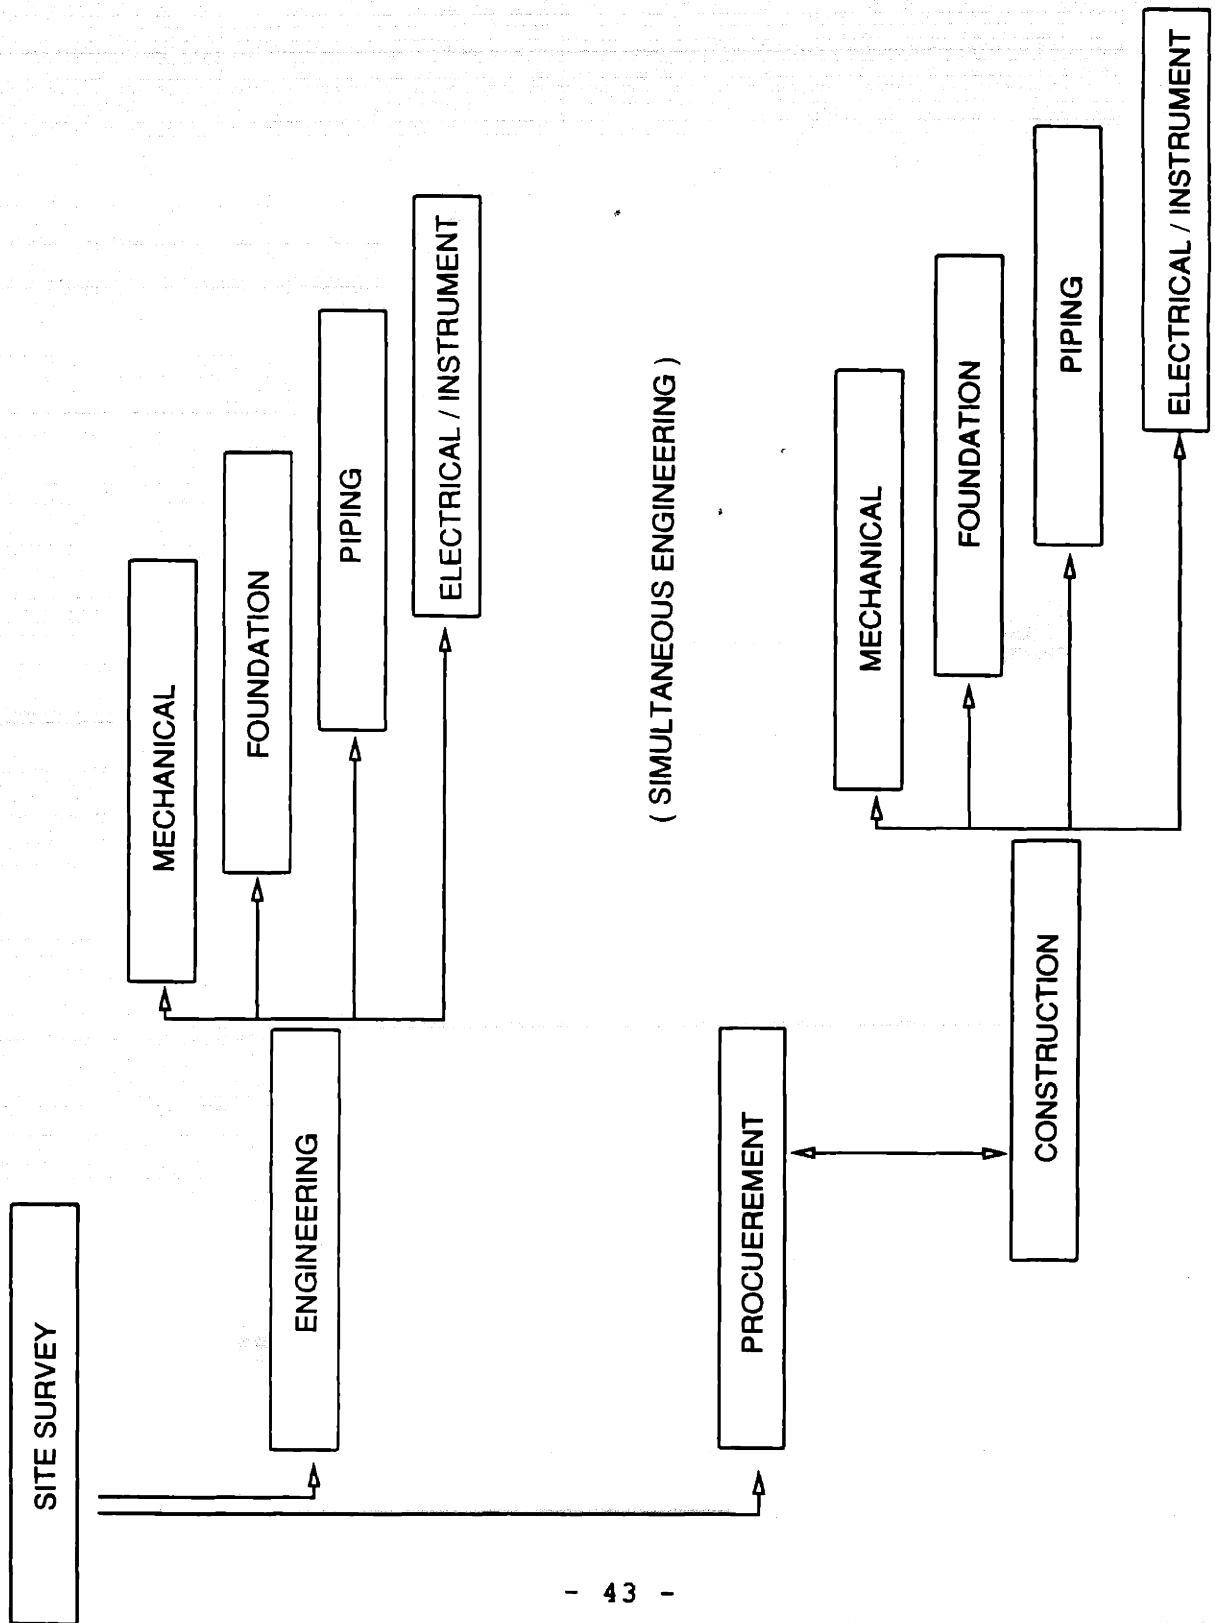 SITE SURVEY
ENGINEERING
MECHANICAL
FOUNDATION
PIPING
ELECTRICAL / INSTRUMENT
( SIMULTANEOUS ENGINEERING )
PROCUEREMENT
CONSTRUCTION
MECHANICAL
FOUNDATION
PIPING
ELECTRICAL / INSTRUMENT
- 43 -